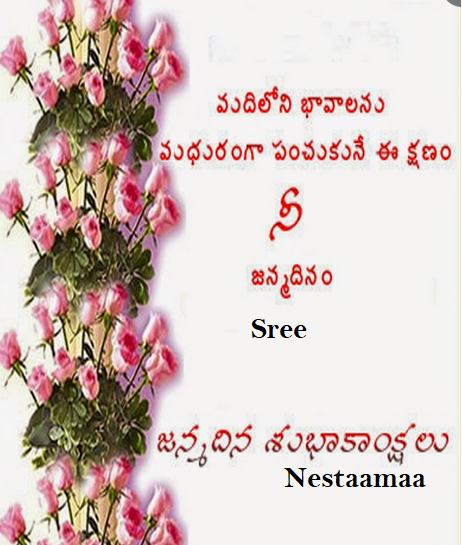 మదిలోని భావాలను
మధురంగా పంచుకునే ఈ క్షణం
నీ
జన్మదినం
Sree
జన్మదిన శుభాకాంక్షలు
Nestaamaa